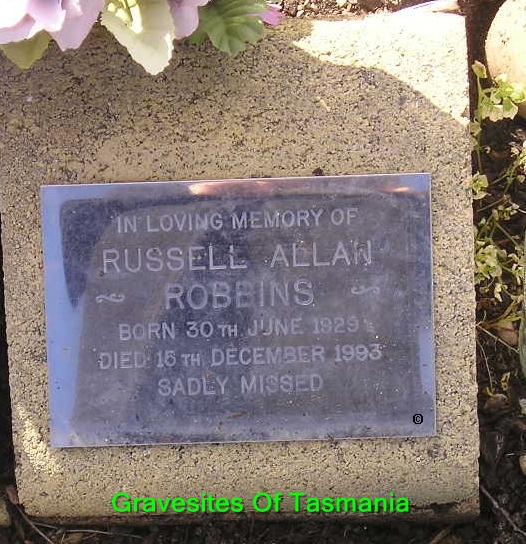 IN LOVING MEMORY OF
RUSSELL ALLAN
ROBBINS
BORN 30TH JUNE 1929
DIED 15TH DECEMBER 1993
SADLY MISSED
©
Gravesites Of Tasmania